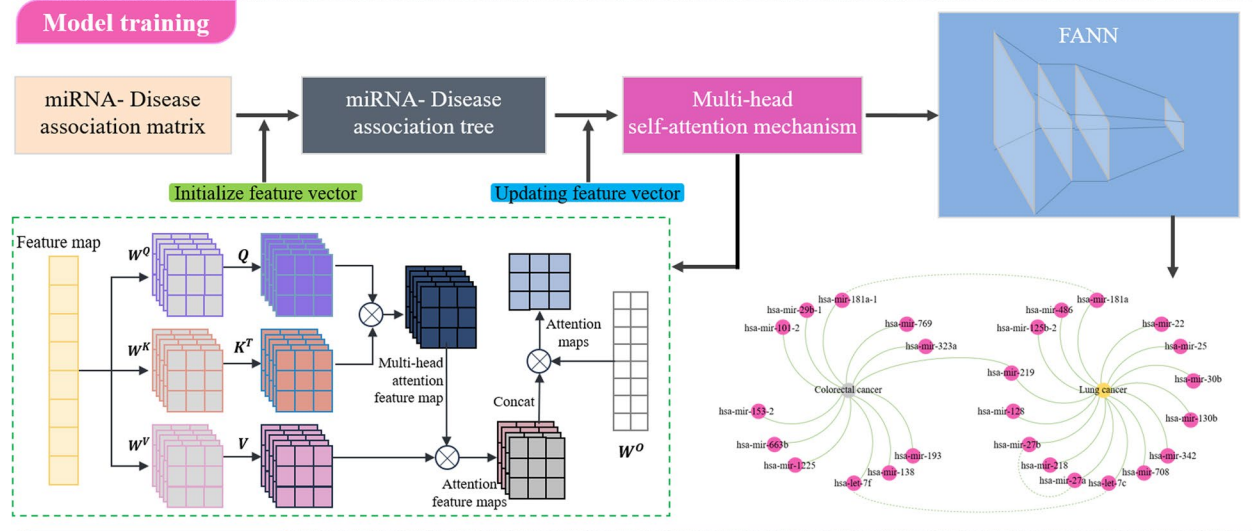 Model training
FANN
miRNA- Disease
association matrix
miRNA- Disease
association tree
Multi-head
self-attention mechanism
Initialize feature vector
Updating feature vector
Feature map
W^Q
Q
W^K
K^T
W^V
V
Multi-head
attention
feature map
Attention
feature maps
Concat
Attention
maps
W^O
hsa-mir-181a-1
hsa-mir-29b-1
hsa-mir-101-2
hsa-mir-769
hsa-mir-323a
Colorectal cancer
hsa-mir-153-2
hsa-mir-663b
hsa-mir-1225
hsa-let-7f
hsa-mir-138
hsa-mir-193
hsa-mir-219
hsa-mir-181a
hsa-mir-486
hsa-mir-125b-2
hsa-mir-22
hsa-mir-25
hsa-mir-30b
hsa-mir-130b
Lung cancer
hsa-mir-128
hsa-mir-27b
hsa-mir-218
hsa-mir-27a
hsa-let-7c
hsa-mir-708
hsa-mir-342